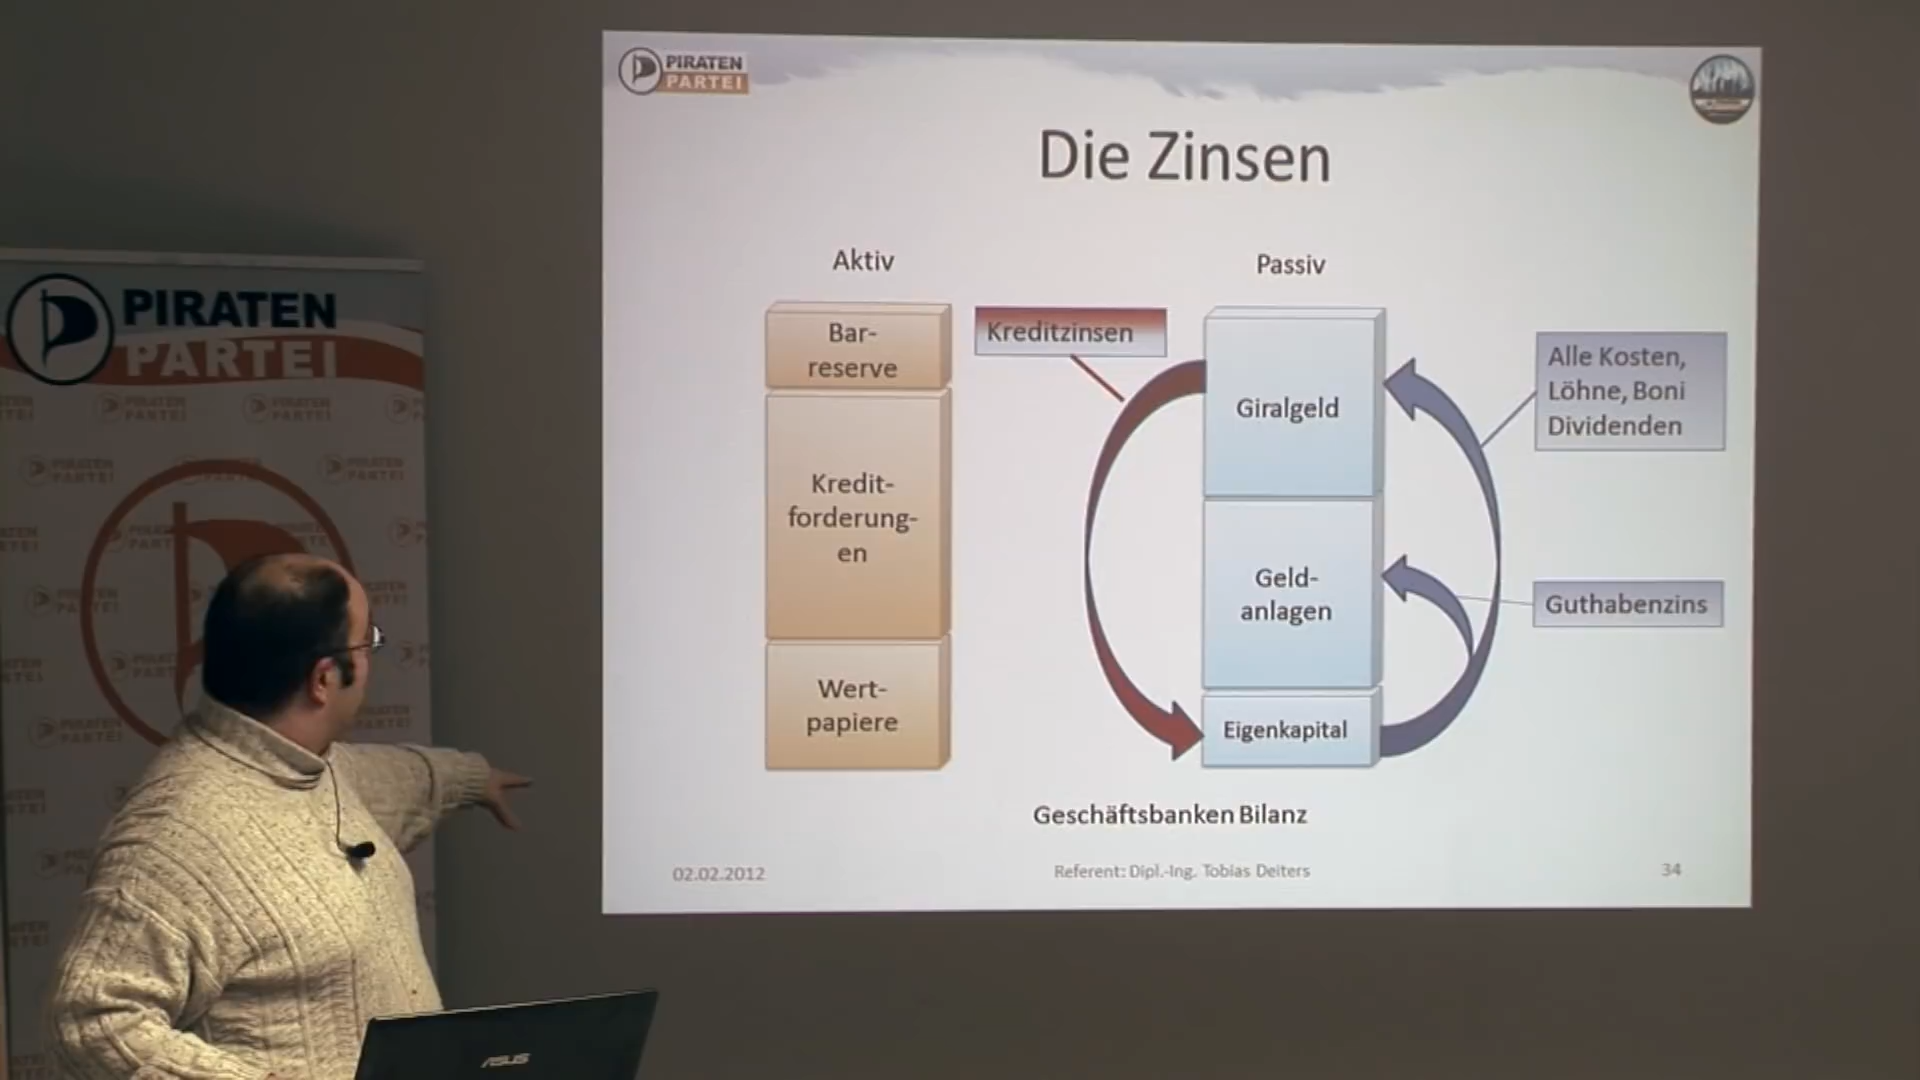 PIRATEN
PARTEI
Die Zinsen
Aktiv
Passiv
Bar-
reserve
Kredit-
forderung-
en
Wert-
papiere
Kreditzinsen
Giralgeld
Geld-
anlagen
Eigenkapital
Alle Kosten,
Löhne, Boni
Dividenden
Guthabenzins
Geschäftsbanken Bilanz
02.02.2012
Referent: Dipl.-Ing. Tobias Deiters
34
PIRATEN
PARTEI
ASUS